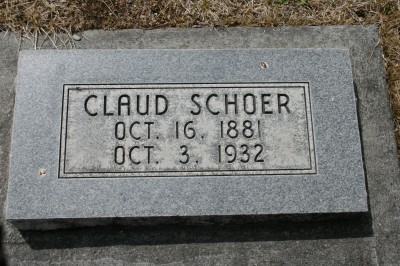 CLAUD SCHOER
OCT. 16. 1881
OCT. 3. 1932